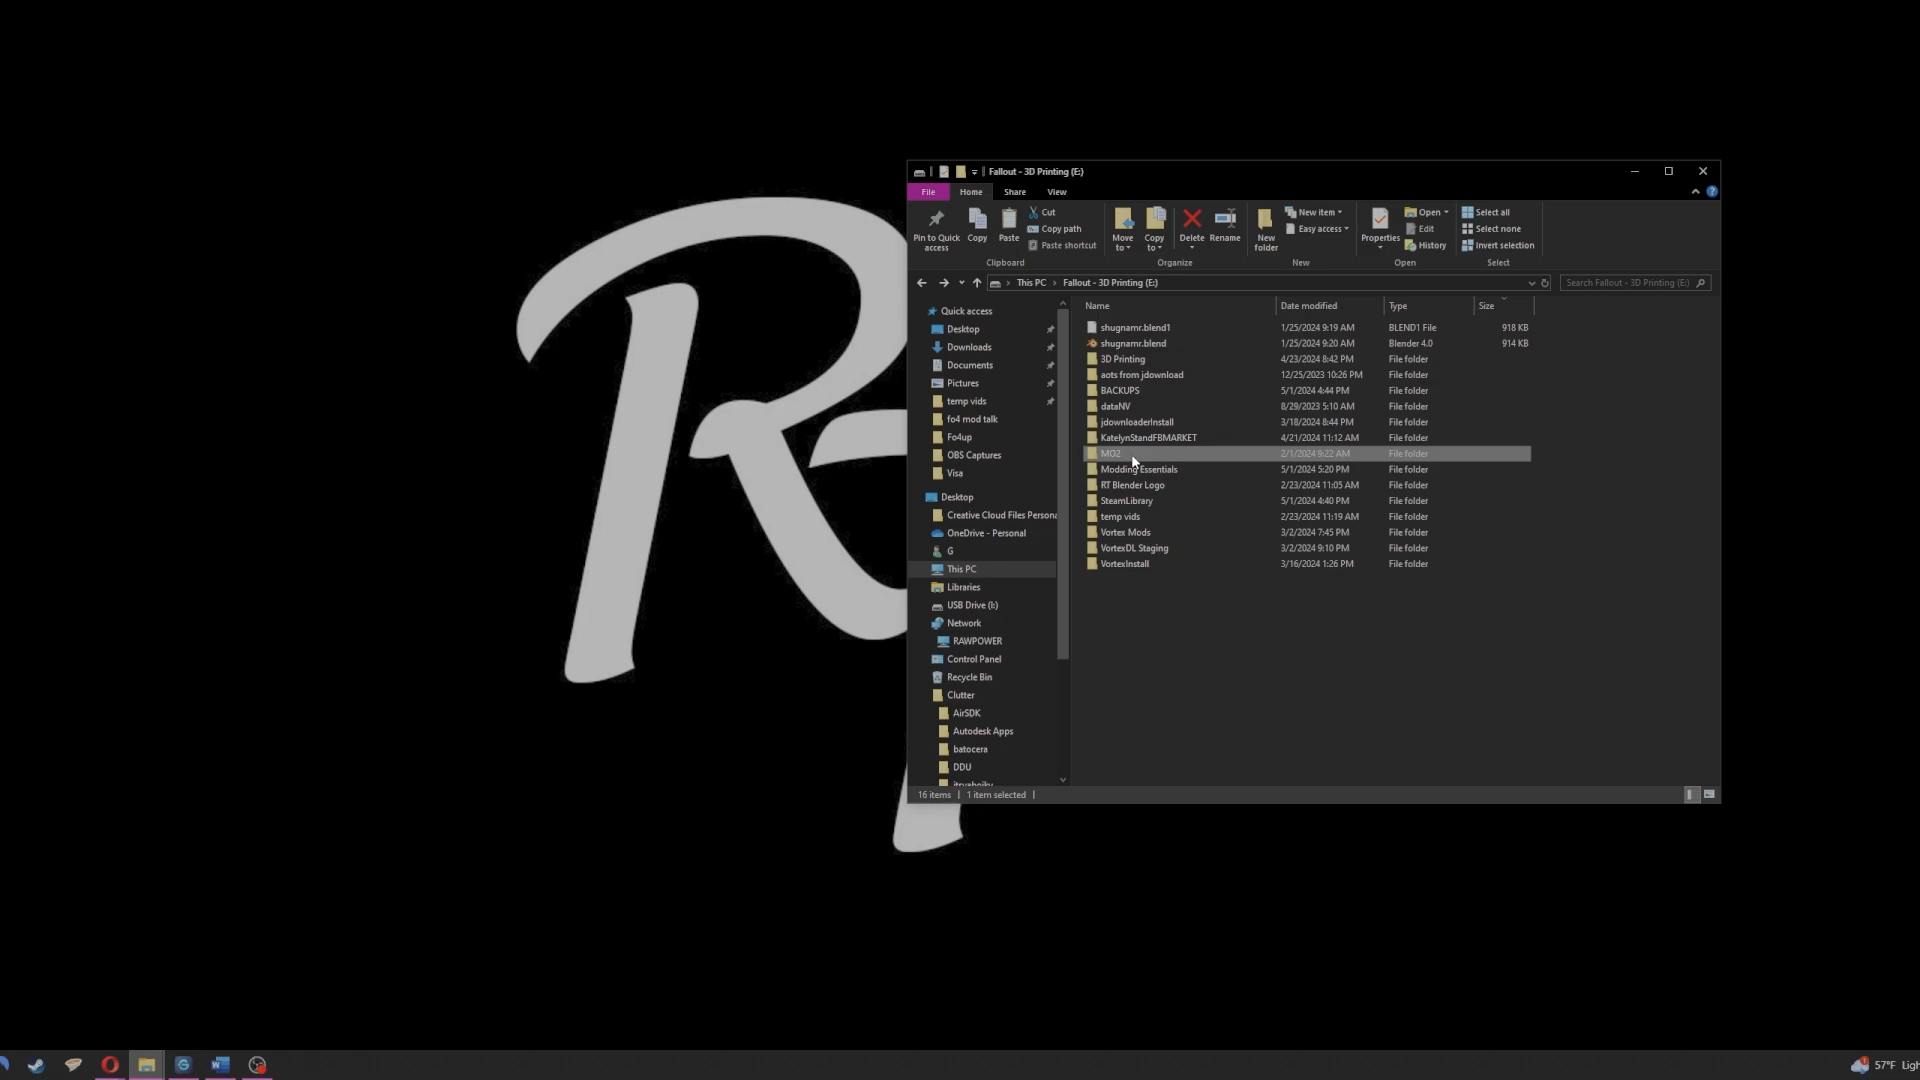 Fallout - 3D Printing (E:)
File Home Share View
Pin to Quick access
Copy
Paste
Cut
Copy path
Paste shortcut
Clipboard
Move to
Copy to
Delete
Rename
Organize
New folder
New item
Easy access
New
Properties
Open
Edit
History
Open
Select all
Select none
Invert selection
Select
This PC > Fallout - 3D Printing (E:)
Search Fallout - 3D Printing (E:)
Quick access
Desktop
Downloads
Documents
Pictures
temp vids
fo4 mod talk
Fo4up
OBS Captures
Visa
Desktop
Creative Cloud Files Persona
OneDrive - Personal
G
This PC
Libraries
USB Drive (I:)
Network
RAWPOWER
Control Panel
Recycle Bin
Clutter
AirSDK
Autodesk Apps
batocera
DDU
Name Date modified Type Size
shugnamr.blend1 1/25/2024 9:19 AM BLEND1 File 918 KB
shugnamr.blend 1/25/2024 9:20 AM Blender 4.0 914 KB
3D Printing 4/23/2024 8:42 PM File folder
aots from jdownload 12/25/2023 10:26 PM File folder
BACKUPS 5/1/2024 4:44 PM File folder
dataNV 8/29/2023 5:10 AM File folder
jdownloaderInstall 3/18/2024 8:44 PM File folder
KatelynStandFBMARKET 4/21/2024 11:12 AM File folder
MO2 2/1/2024 9:22 AM File folder
Modding Essentials 5/1/2024 5:20 PM File folder
RT Blender Logo 2/23/2024 11:05 AM File folder
SteamLibrary 5/1/2024 4:40 PM File folder
temp vids 2/23/2024 11:19 AM File folder
Vortex Mods 3/2/2024 7:45 PM File folder
VortexDL Staging 3/2/2024 9:10 PM File folder
VortexInstall 3/16/2024 1:26 PM File folder
16 items 1 item selected
57°F Ligh